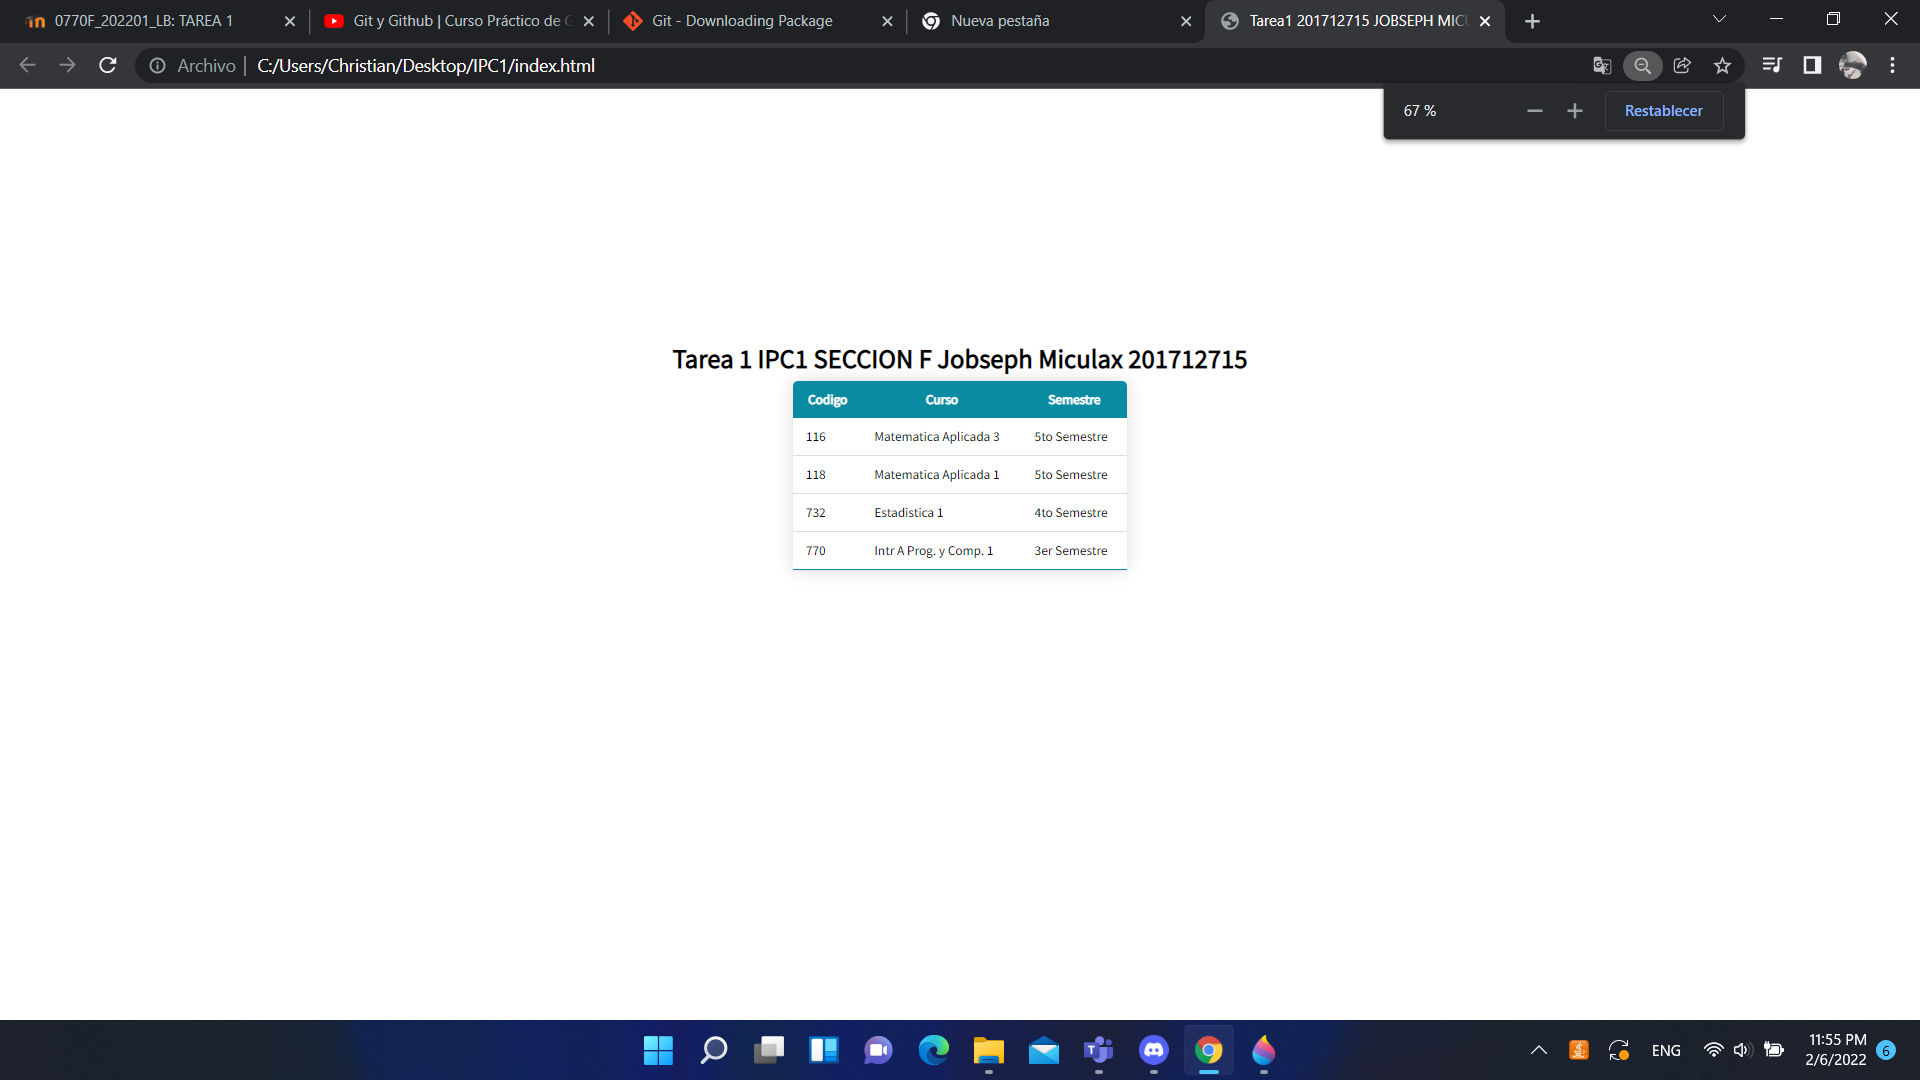 0770F_202201_LB: TAREA 1
Git y Github | Curso Práctico de G
Git - Downloading Package
Nueva pestaña
Tarea1 201712715 JOBSEPH MICU
Archivo | C:/Users/Christian/Desktop/IPC1/index.html
67 %
Restablecer
Tarea 1 IPC1 SECCION F Jobseph Miculax 201712715
Codigo Curso Semestre
116 Matematica Aplicada 3 5to Semestre
118 Matematica Aplicada 1 5to Semestre
732 Estadistica 1 4to Semestre
770 Intr A Prog. y Comp. 1 3er Semestre
ENG
11:55 PM
2/6/2022
6